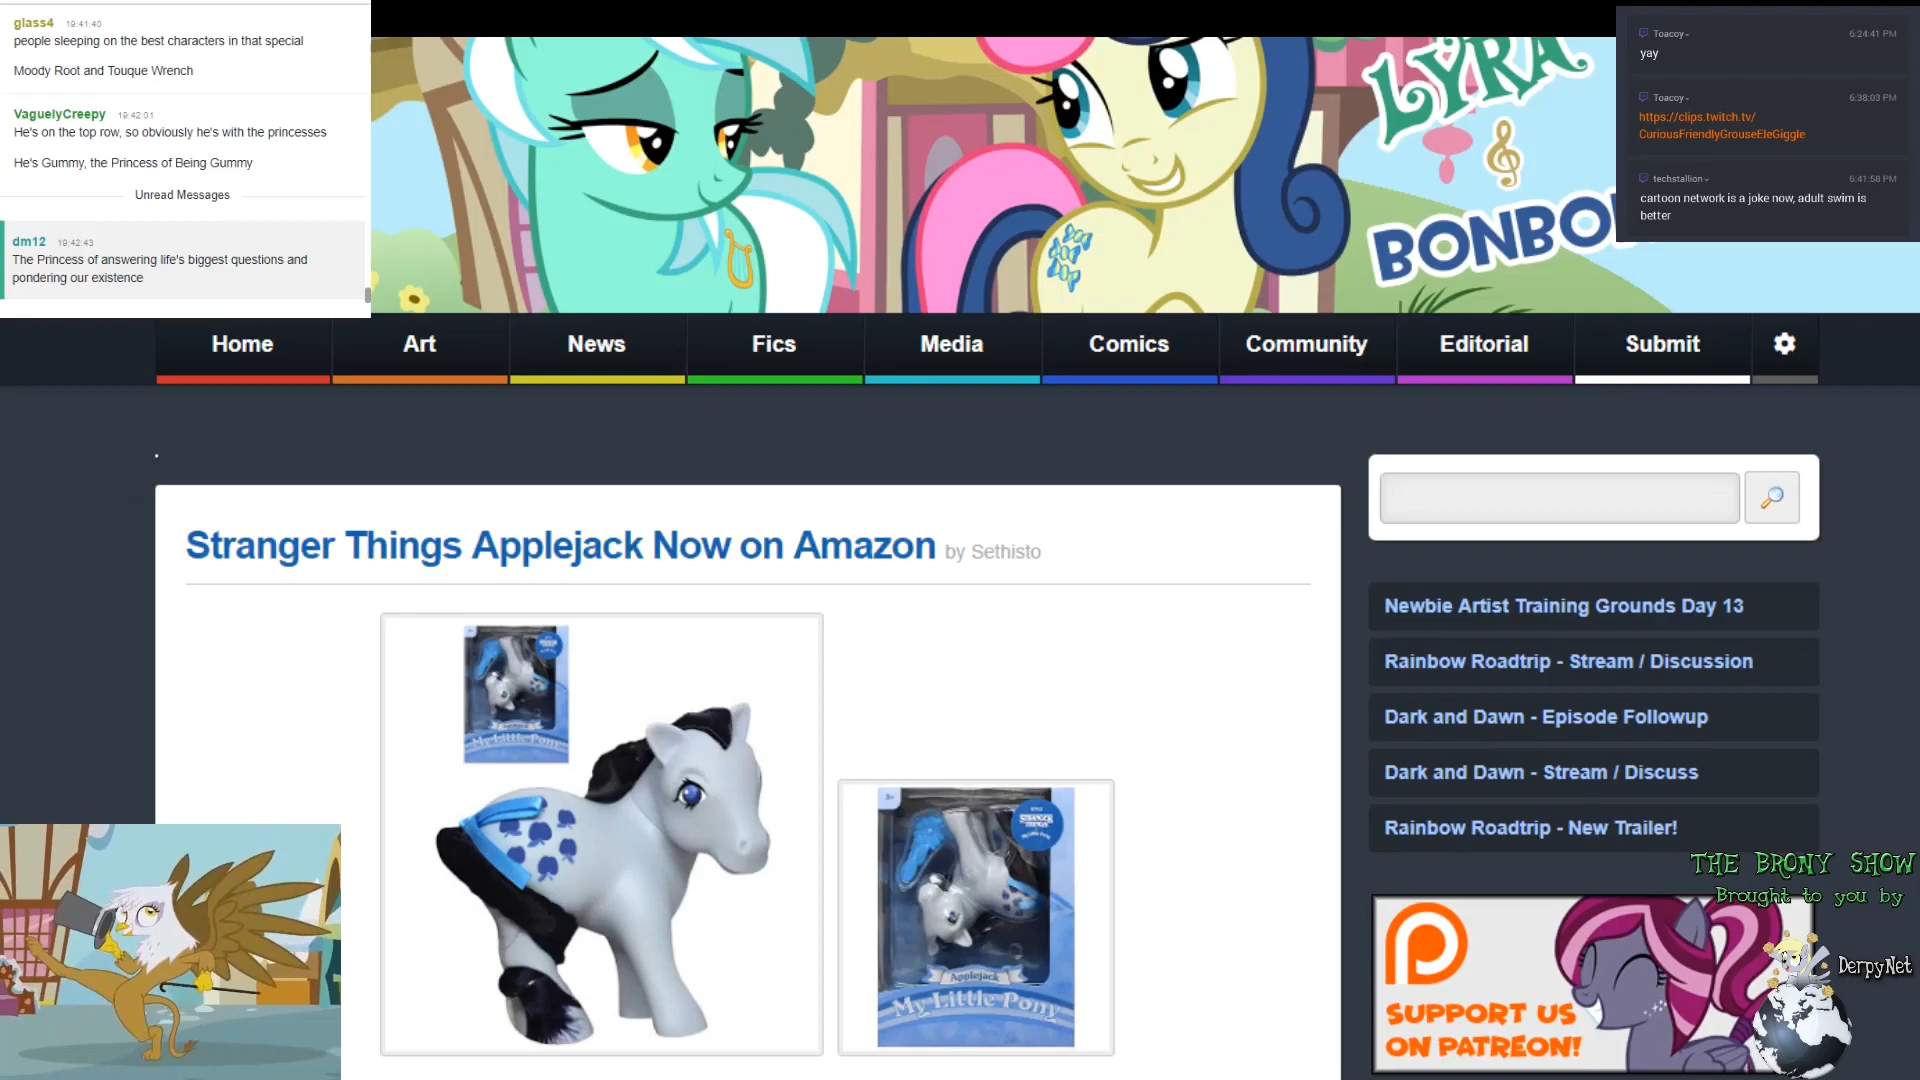 glass4 19:41:40
people sleeping on the best characters in that special
Moody Root and Touque Wrench
VaguelyCreepy 19:42:01
He's on the top row, so obviously he's with the princesses
He's Gummy, the Princess of Being Gummy
Unread Messages
dm12 19:42:43
The Princess of answering life's biggest questions and
pondering our existence
LYRA
BONBO
Toacoy 6:24:41 PM
yay
Toacoy 6:38:03 PM
https://clips.twitch.tv/
CuriousFriendlyGrouseEleGiggle
techstallion 6:41:58 PM
cartoon network is a joke now, adult swim is
better
Home Art News Fics Media Comics Community Editorial Submit
.
Stranger Things Applejack Now on Amazon by Sethisto
My Little Pony
STRANGER THINGS
Applejack
My Little Pony
Newbie Artist Training Grounds Day 13
Rainbow Roadtrip - Stream / Discussion
Dark and Dawn - Episode Followup
Dark and Dawn - Stream / Discuss
Rainbow Roadtrip - New Trailer!
THE BRONY SHOW
Brought to you by
DerpyNet
SUPPORT US
ON PATREON!